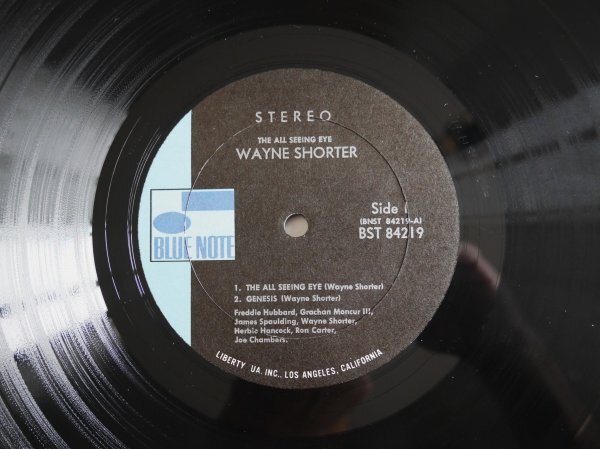 STEREO
THE ALL SEEING EYE
WAYNE SHORTER
Side 1
(BNST 84219-A)
BST 84219
BLUE NOTE
1. THE ALL SEEING EYE (Wayne Shorter)
2. GENESIS (Wayne Shorter)
Freddie Hubbard, Grachan Moncur III,
James Spaulding, Wayne Shorter,
Herbie Hancock, Ron Carter,
Joe Chambers.
LIBERTY UA, INC., LOS ANGELES, CALIFORNIA